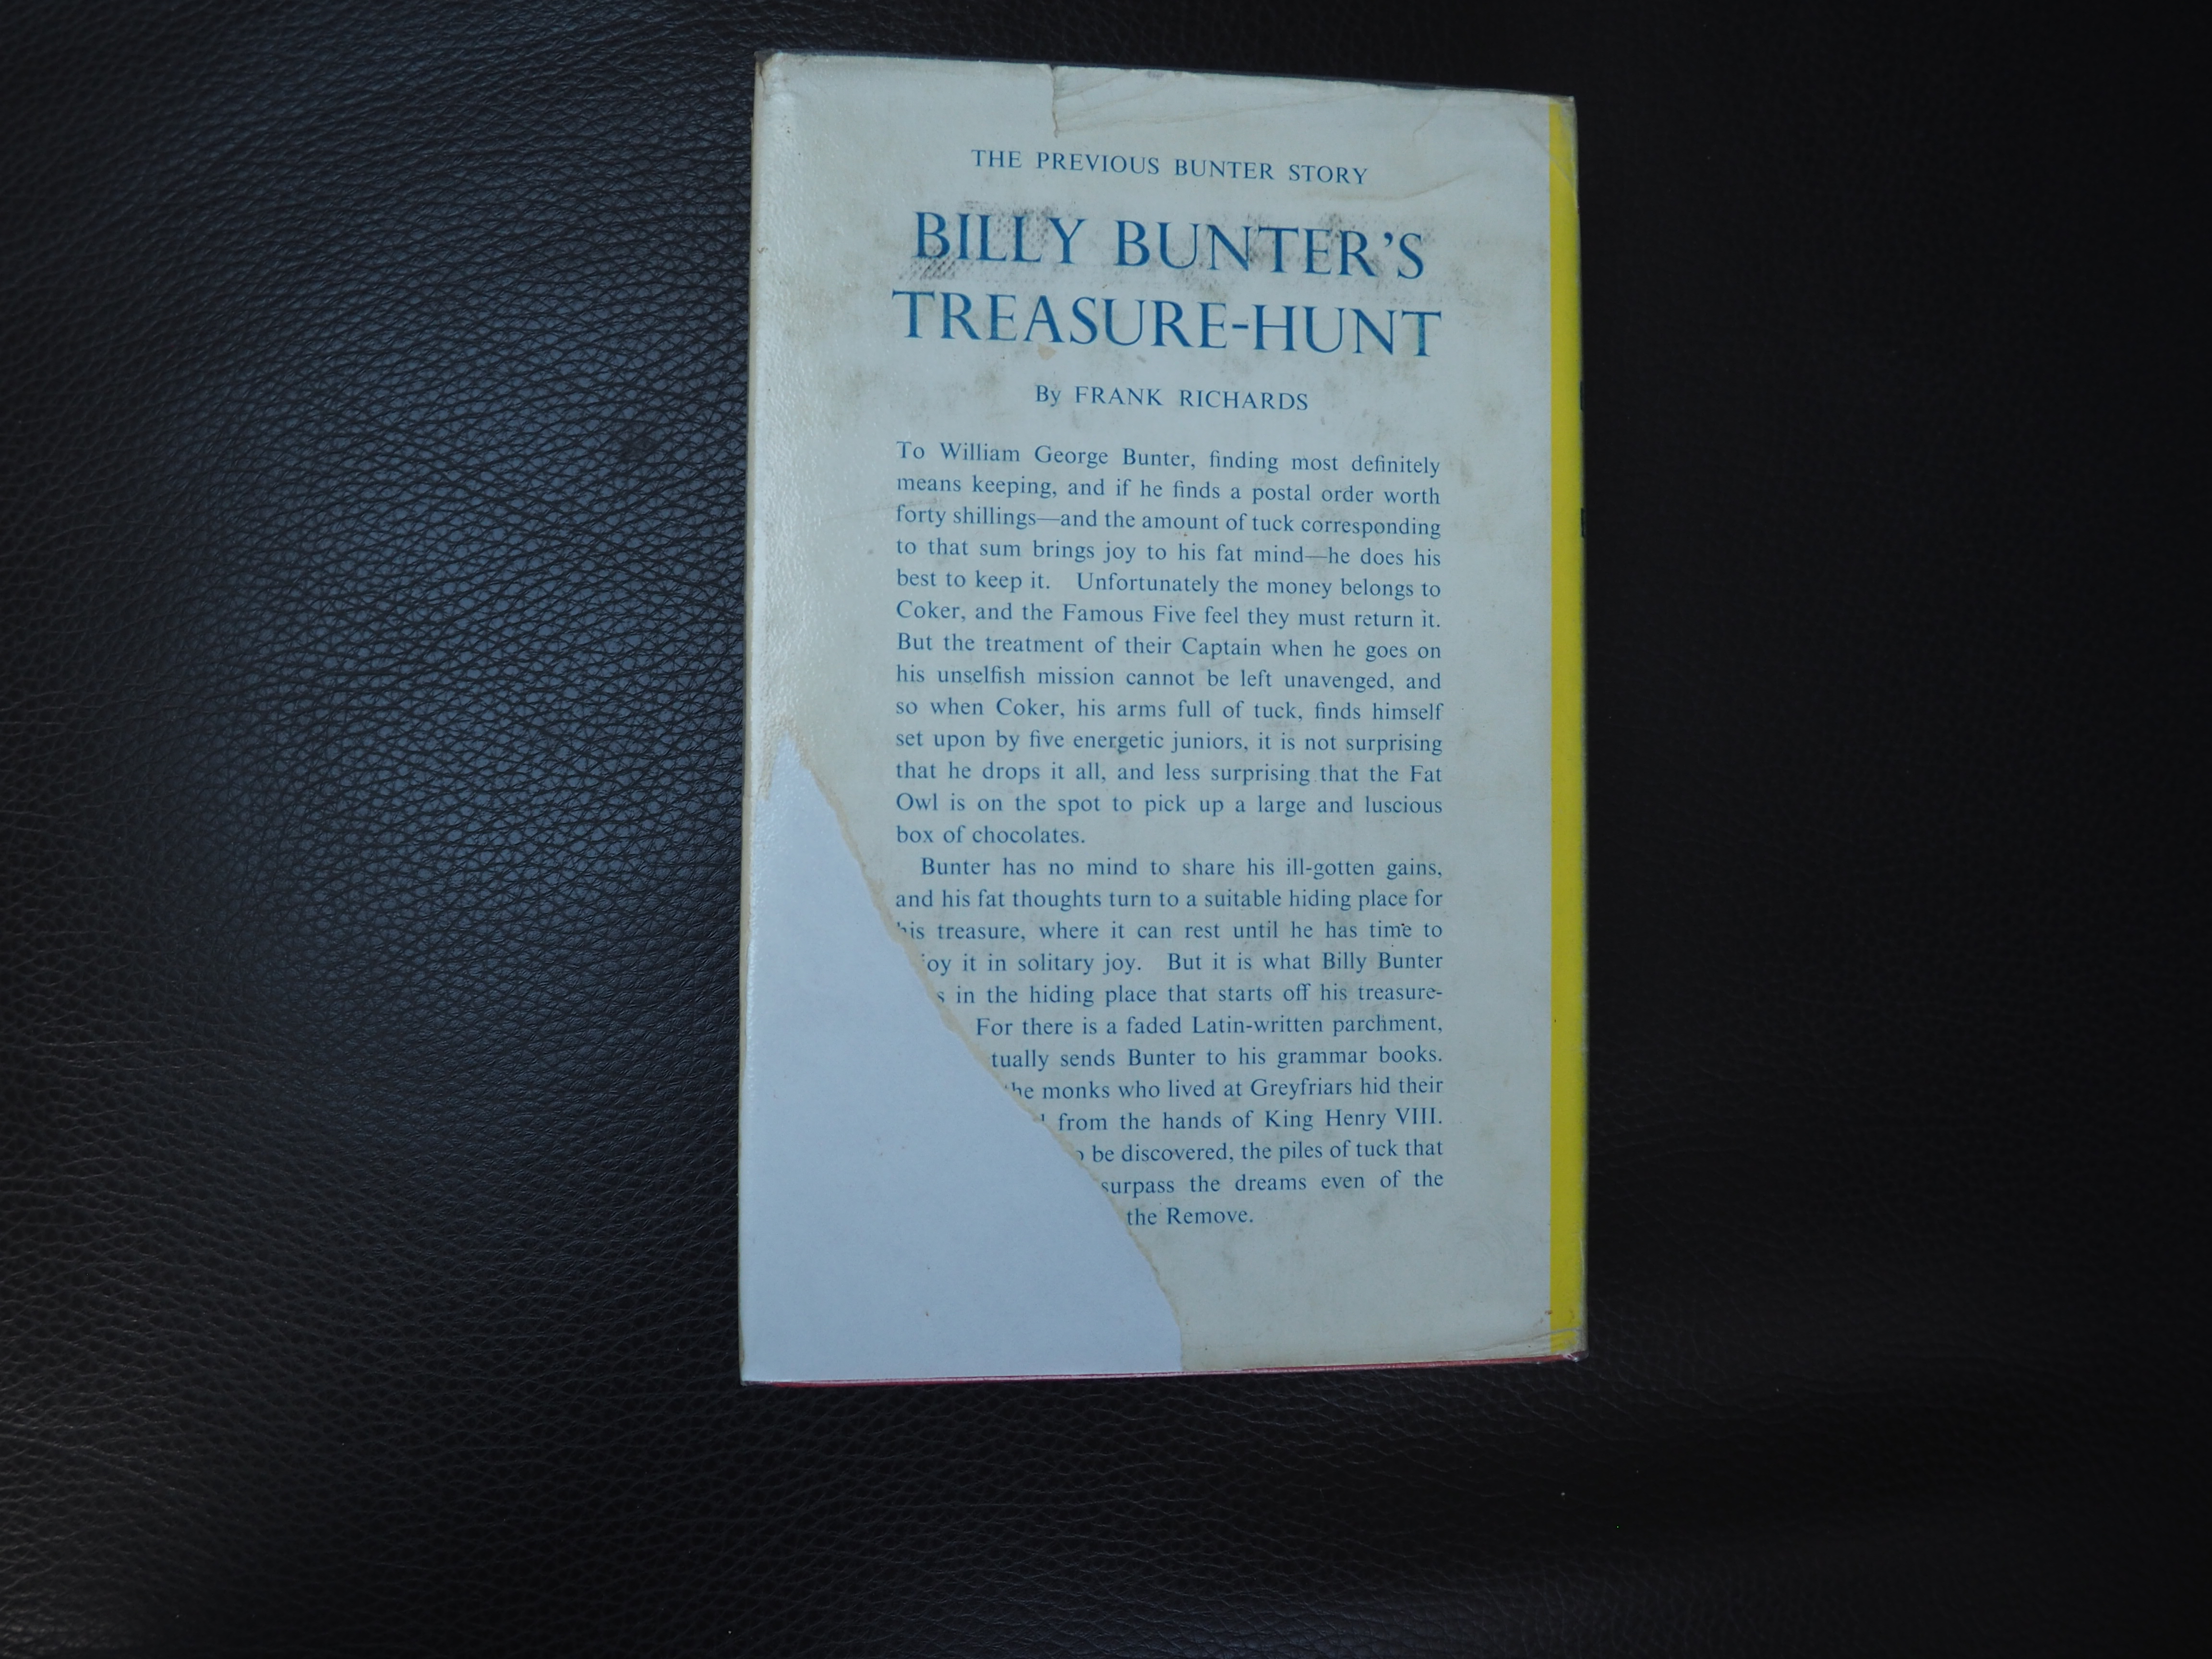 THE PREVIOUS BUNTER STORY
BILLY BUNTER'S
TREASURE-HUNT
By FRANK RICHARDS
To William George Bunter, finding most definitely
means keeping, and if he finds a postal order worth
forty shillings—and the amount of tuck corresponding
to that sum brings joy to his fat mind—he does his
best to keep it. Unfortunately the money belongs to
Coker, and the Famous Five feel they must return it.
But the treatment of their Captain when he goes on
his unselfish mission cannot be left unavenged, and
so when Coker, his arms full of tuck, finds himself
set upon by five energetic juniors, it is not surprising
that he drops it all, and less surprising that the Fat
Owl is on the spot to pick up a large and luscious
box of chocolates.
Bunter has no mind to share his ill-gotten gains,
and his fat thoughts turn to a suitable hiding place for
his treasure, where it can rest until he has time to
oy it in solitary joy. But it is what Billy Bunter
s in the hiding place that starts off his treasure-
For there is a faded Latin-written parchment,
tually sends Bunter to his grammar books.
the monks who lived at Greyfriars hid their
from the hands of King Henry VIII.
be discovered, the piles of tuck that
surpass the dreams even of the
the Remove.